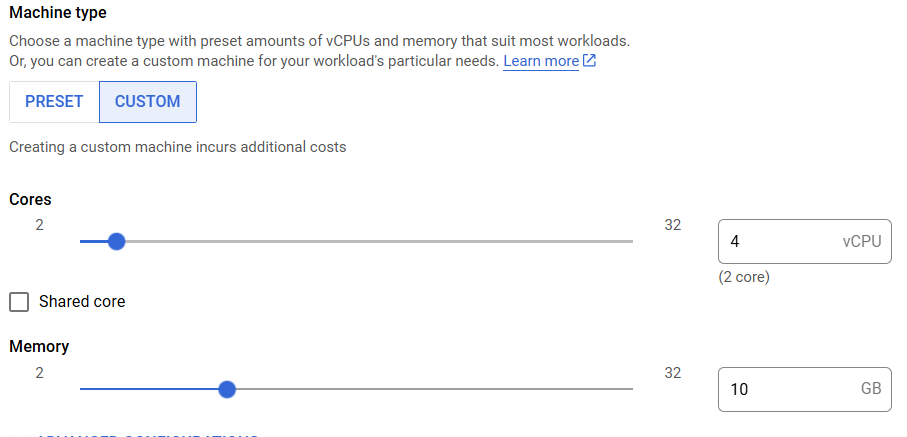 Machine type
Choose a machine type with preset amounts of vCPUs and memory that suit most workloads.
Or, you can create a custom machine for your workload's particular needs. Learn more
PRESET CUSTOM
Creating a custom machine incurs additional costs
Cores
2 32
4 vCPU
(2 core)
Shared core
Memory
2 32
10 GB
ADVANCED CONFIGURATIONS